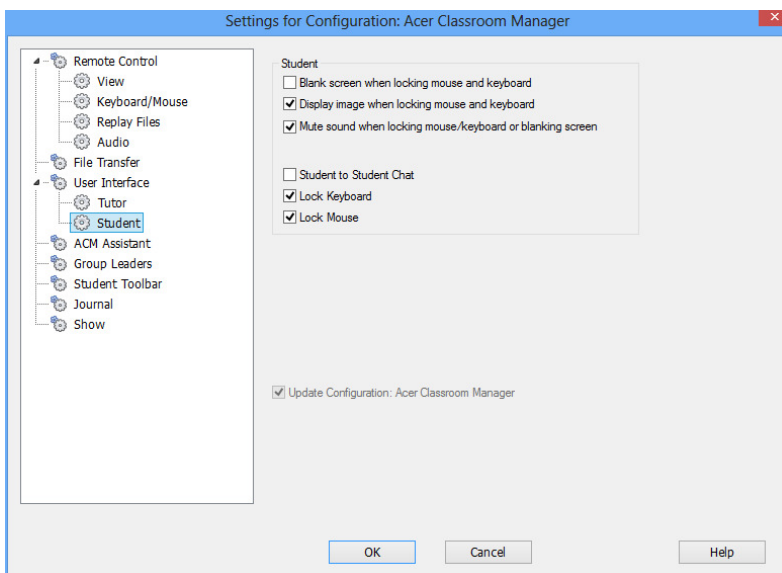 Settings for Configuration: Acer Classroom Manager
Remote Control
View
Keyboard/Mouse
Replay Files
Audio
File Transfer
User Interface
Tutor
Student
ACM Assistant
Group Leaders
Student Toolbar
Journal
Show
Student
Blank screen when locking mouse and keyboard
Display image when locking mouse and keyboard
Mute sound when locking mouse/keyboard or blanking screen
Student to Student Chat
Lock Keyboard
Lock Mouse
Update Configuration: Acer Classroom Manager
OK
Cancel
Help